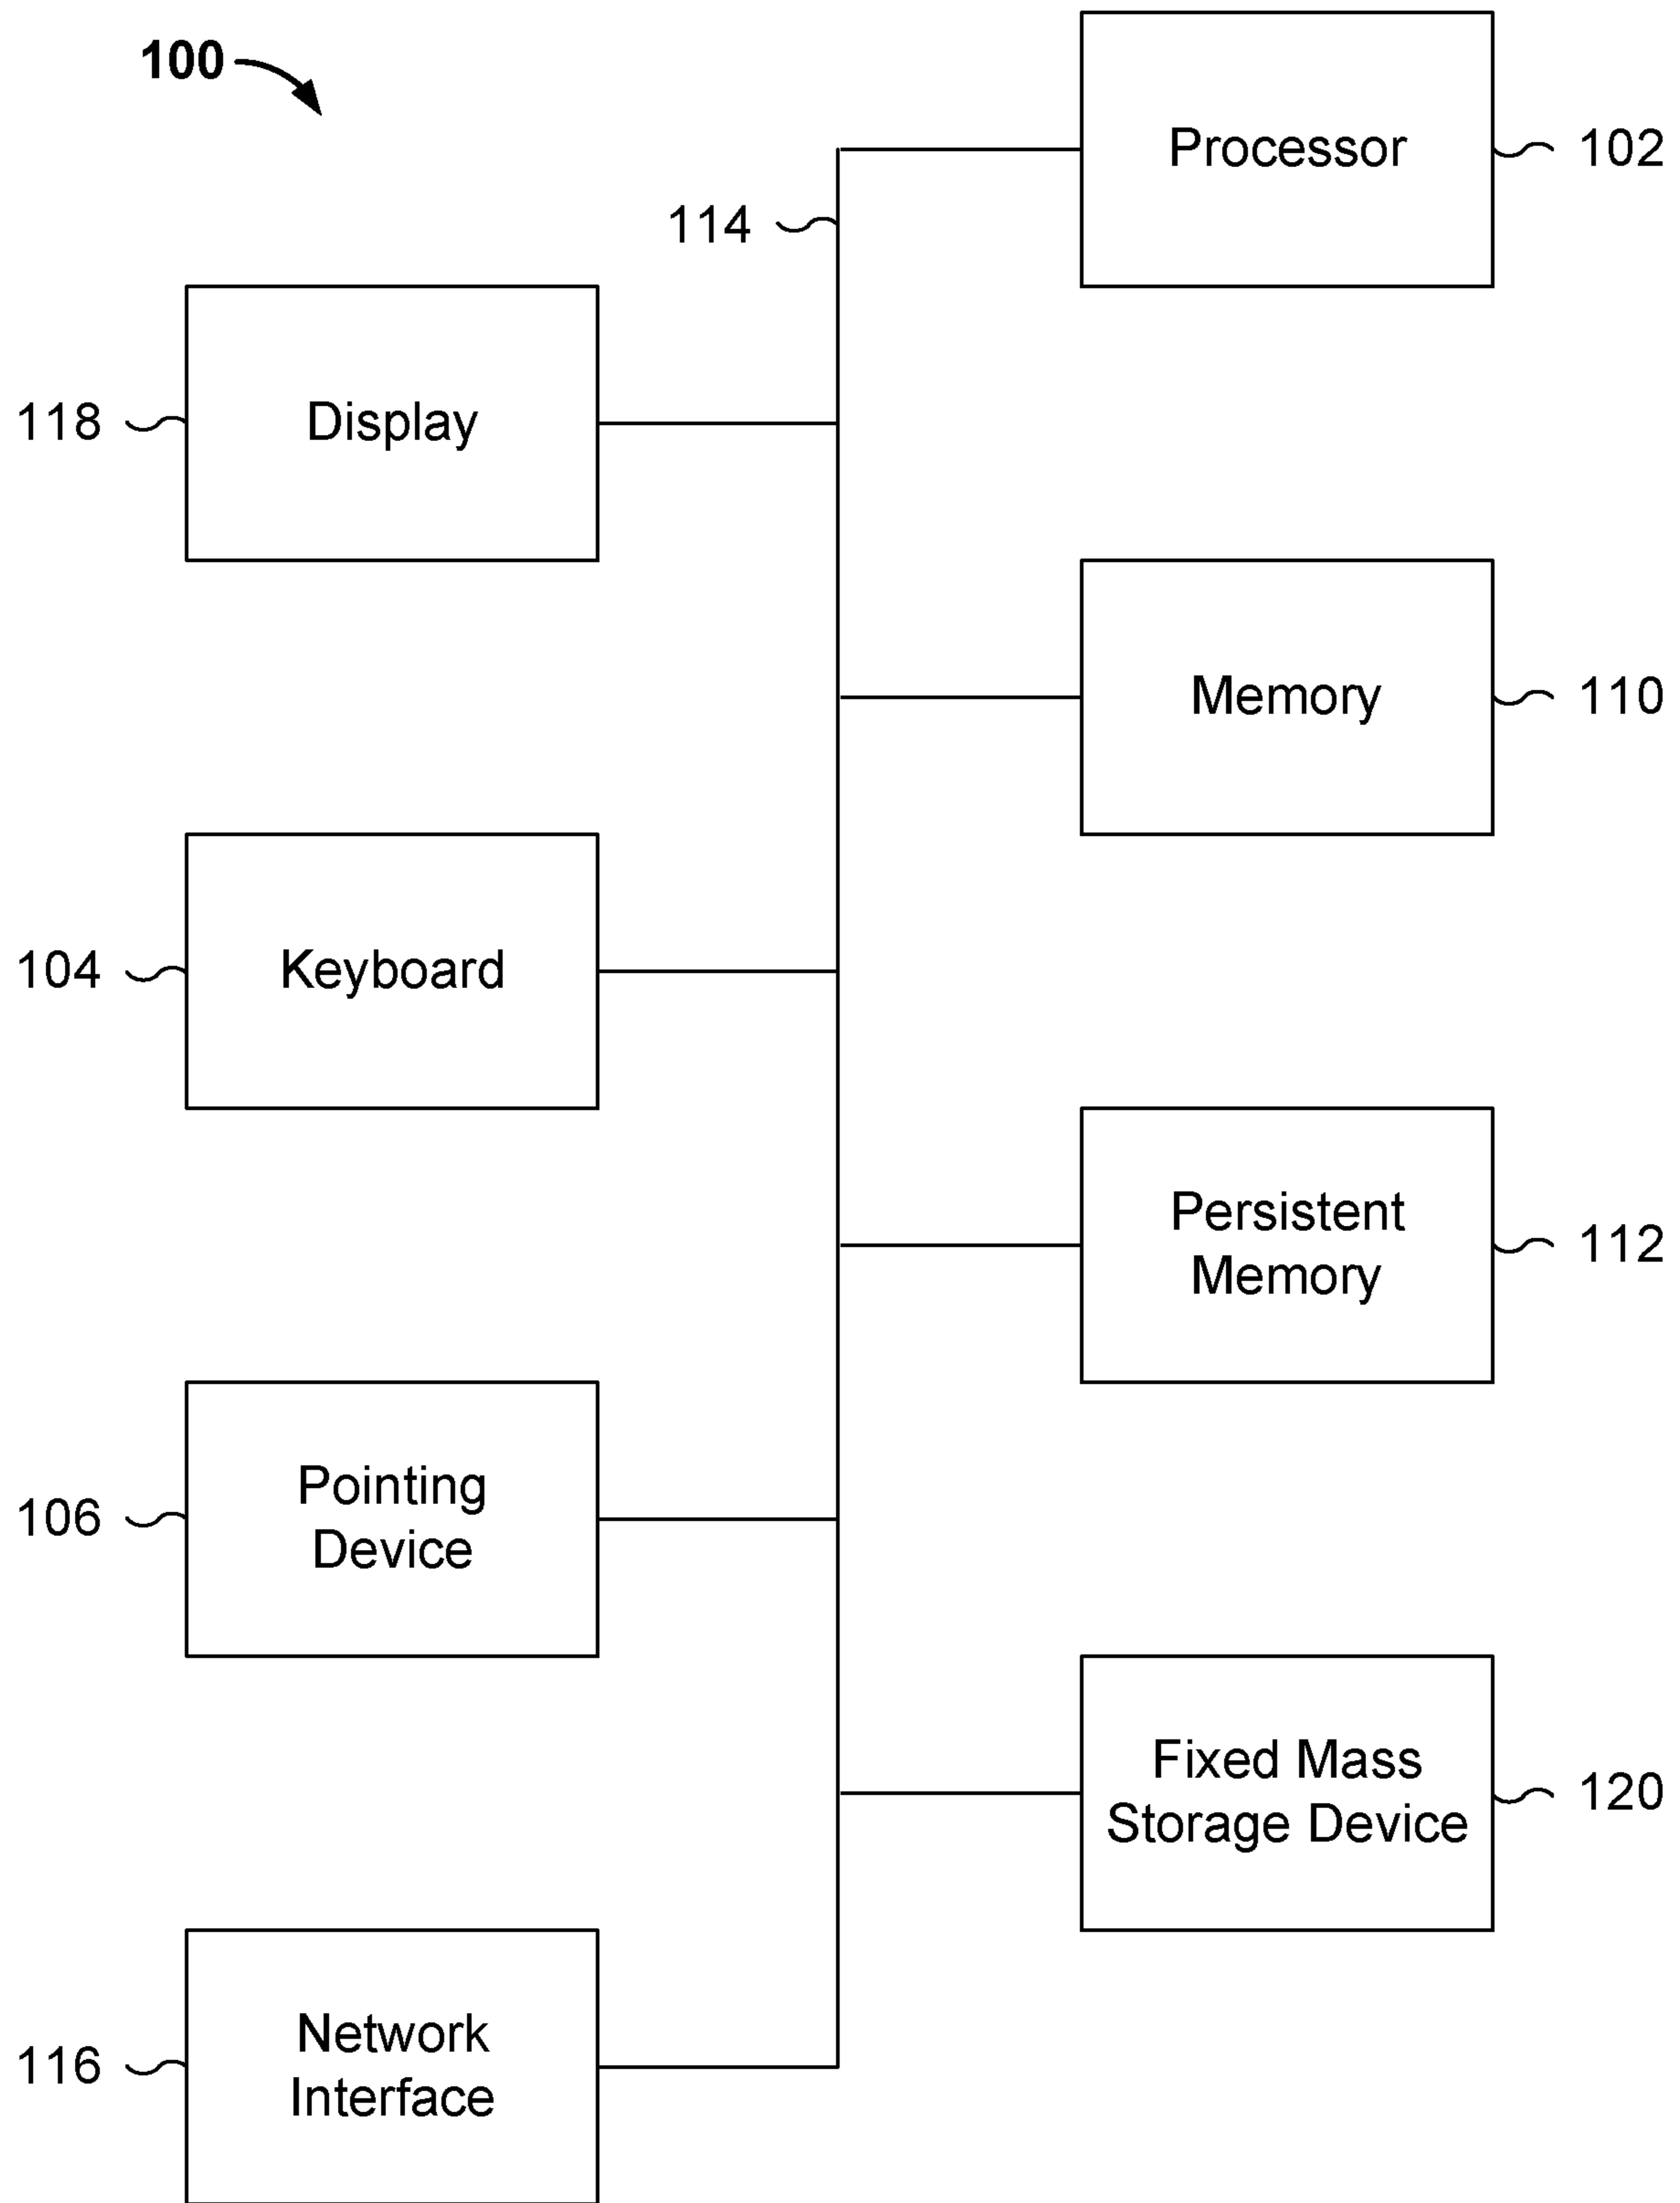 100
Processor
102
114
118
Display
Memory
110
104
Keyboard
Persistent
Memory
112
106
Pointing
Device
Fixed Mass
Storage Device
120
116
Network
Interface